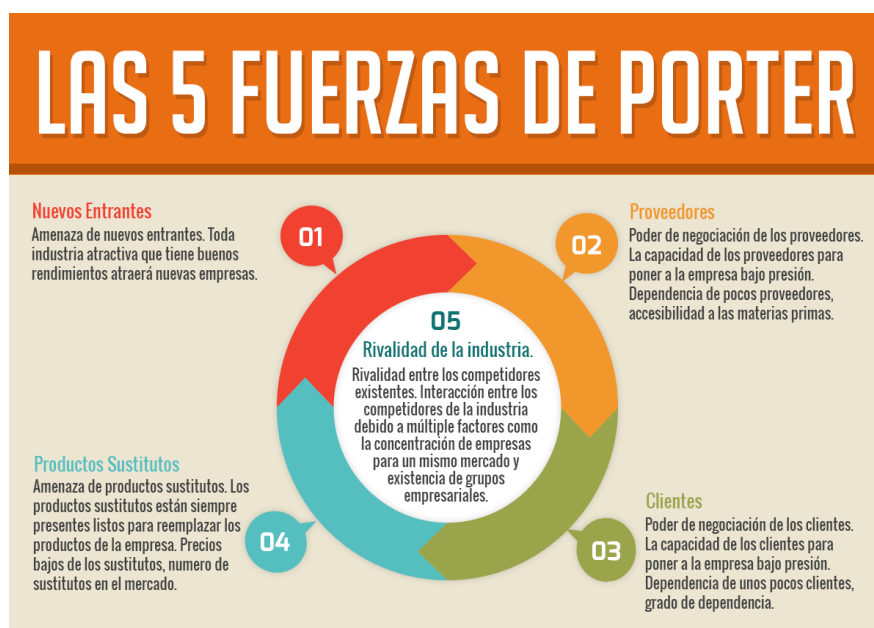 LAS 5 FUERZAS DE PORTER
Nuevos Entrantes
Amenaza de nuevos entrantes. Toda
industria atractiva que tiene buenos
rendimientos atraerá nuevas empresas.
01
02
Proveedores
Poder de negociación de los proveedores.
La capacidad de los proveedores para
poner a la empresa bajo presión.
Dependencia de pocos proveedores,
accesibilidad a las materias primas.
05
Rivalidad de la industria.
Rivalidad entre los competidores
existentes. Interacción entre los
competidores de la industria
debido a múltiple factores como
la concentración de empresas
para un mismo mercado y
existencia de grupos
empresariales.
Productos Sustitutos
Amenaza de productos sustitutos. Los
productos sustitutos están siempre
presentes listos para reemplazar los
productos de la empresa. Precios
bajos de los sustitutos, numero de
sustitutos en el mercado.
04
03
Clientes
Poder de negociación de los clientes.
La capacidad de los clientes para
poner a la empresa bajo presión.
Dependencia de unos pocos clientes,
grado de dependencia.